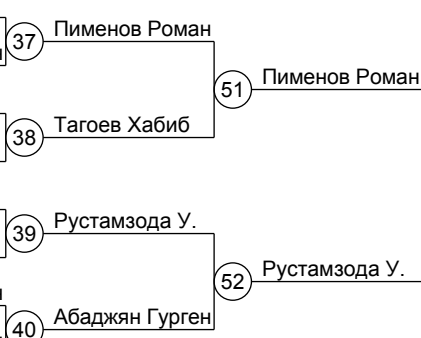 37
Пименов Роман
51
Пименов Роман
38
Тагоев Хабиб
39
Рустамзода У.
52
Рустамзода У.
40
Абаджян Гурген